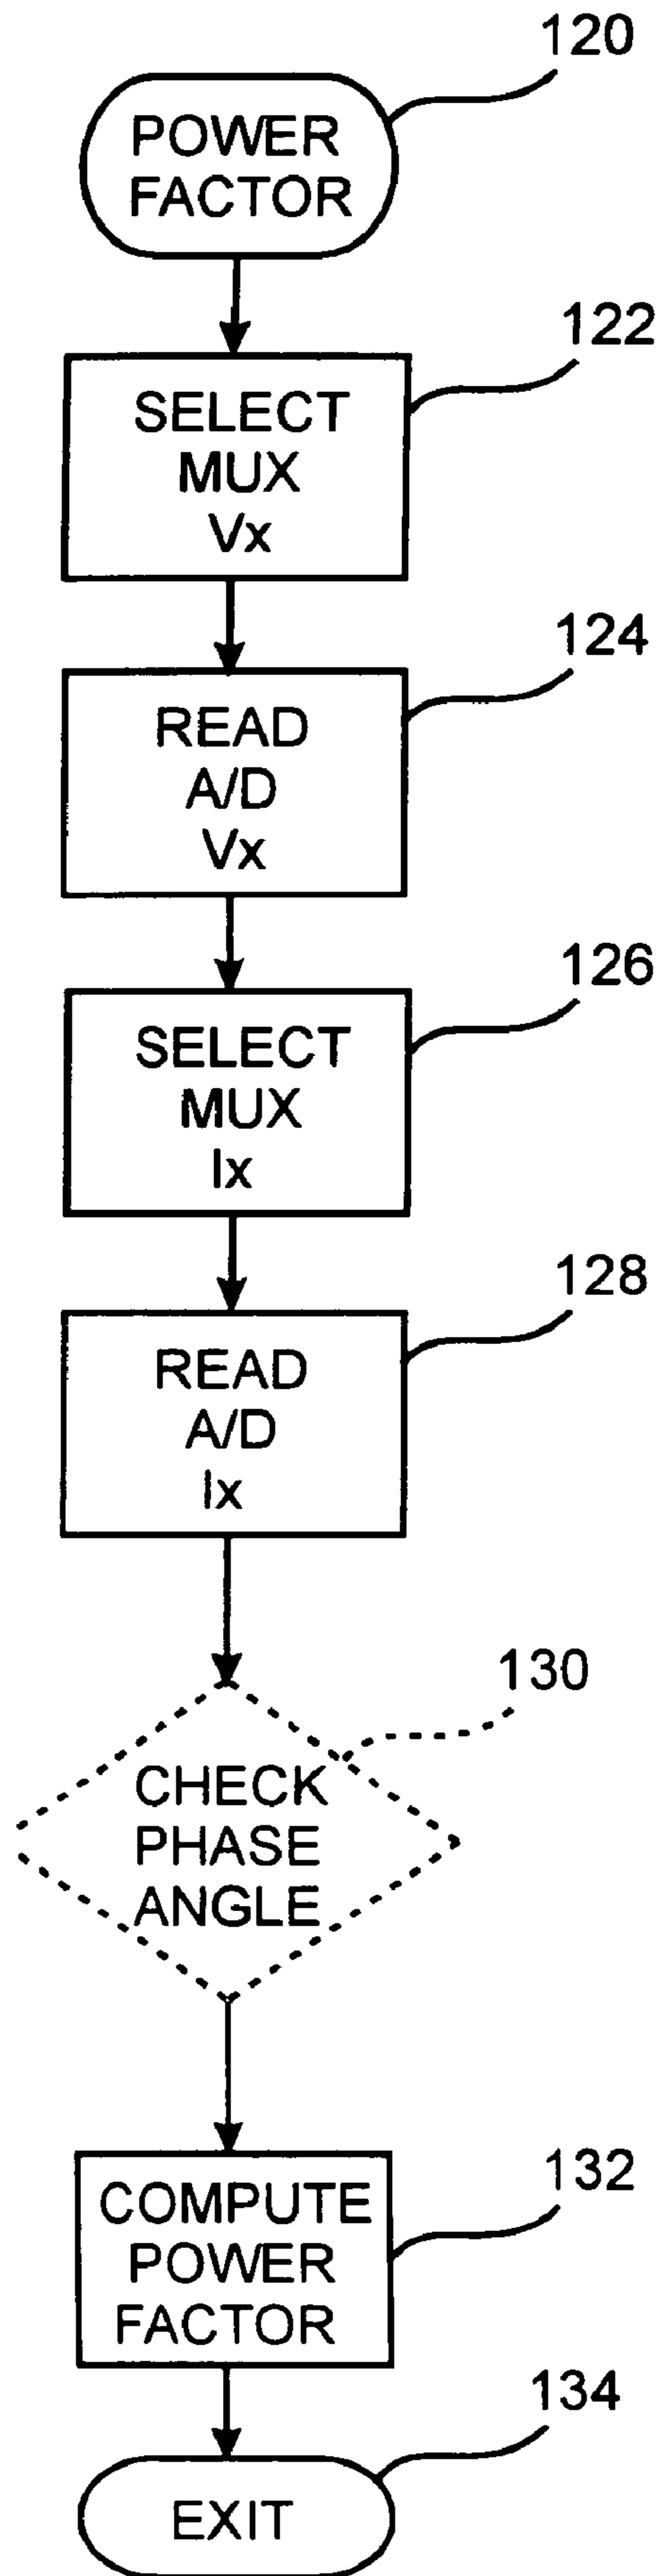 120
POWER
FACTOR
122
SELECT
MUX
Vx
124
READ
A/D
Vx
126
SELECT
MUX
Ix
128
READ
A/D
Ix
130
CHECK
PHASE
ANGLE
132
COMPUTE
POWER
FACTOR
134
EXIT